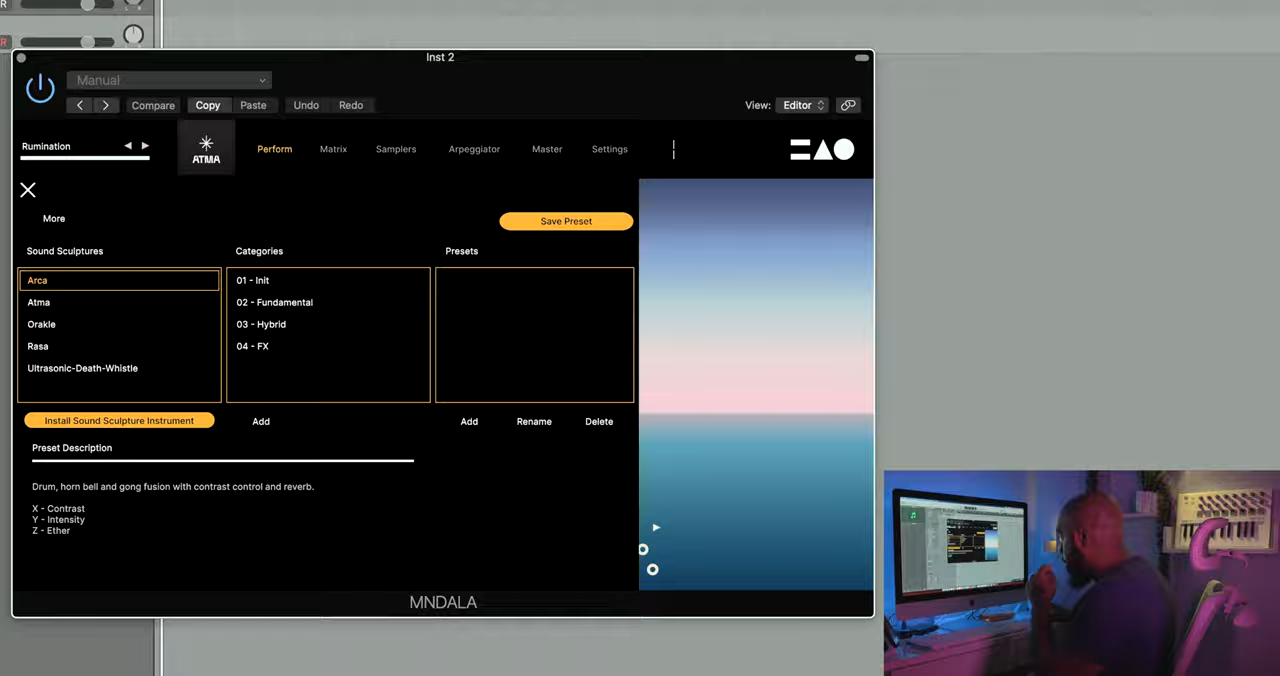 R
L R
R
Inst 2
Manual
Compare Copy Paste Undo Redo View: Editor
Rumination ATMA Perform Matrix Samplers Arpeggiator Master Settings
More
Save Preset
Sound Sculptures Categories Presets
Arca 01 - Init
Atma 02 - Fundamental
Orakle 03 - Hybrid
Rasa 04 - FX
Ultrasonic-Death-Whistle
Install Sound Sculpture Instrument Add Add Rename Delete
Preset Description
Drum, horn bell and gong fusion with contrast control and reverb.
X - Contrast
Y - Intensity
Z - Ether
MNDALA